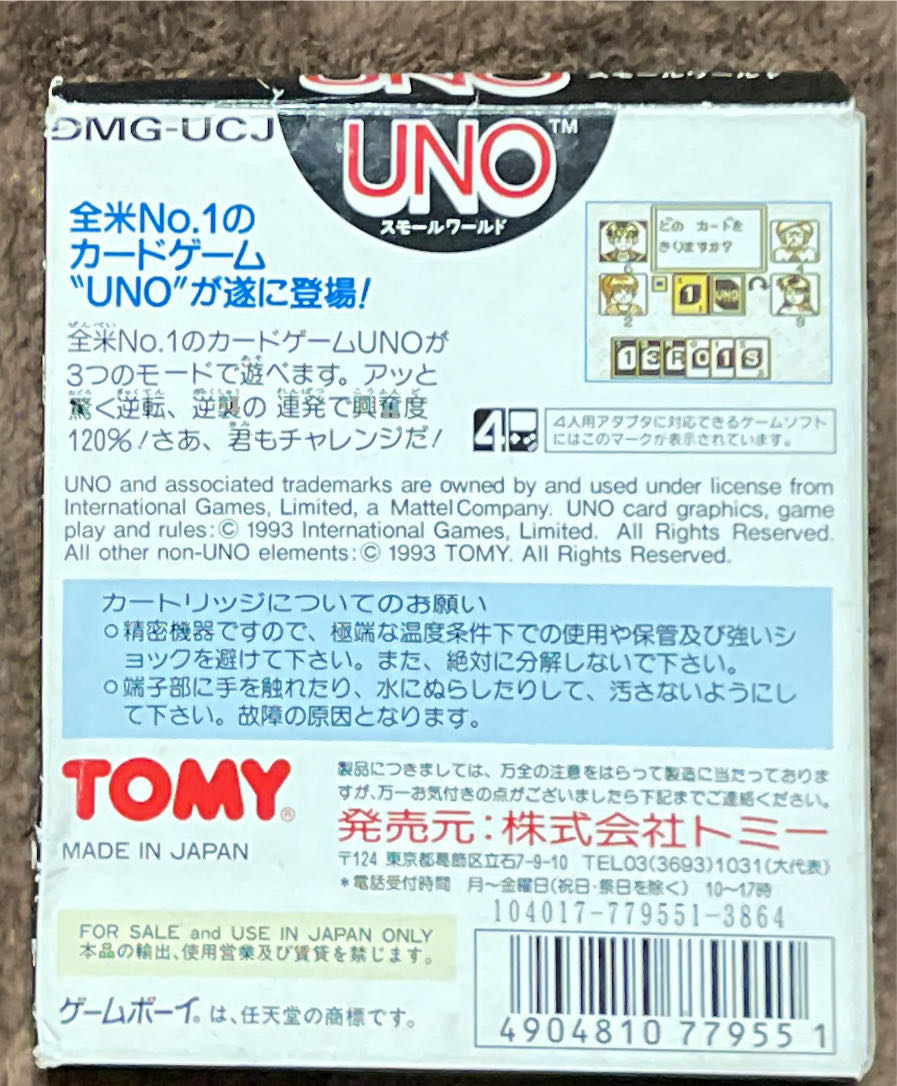 UNO スモールワールド
DMG-UCJ
UNO™
スモールワールド
全米No.1の
カードゲーム
“UNO”が遂に登場!
全米No.1のカードゲームUNOが
3つのモードで遊べます。アッと
驚く逆転、逆襲の 連発で興奮度
120%!さあ、君もチャレンジだ!
どの カードを
きりますか?
1 UNO
2
4人用アダプタに対応できるゲームソフト
にはこのマークが表示されています。
UNO and associated trademarks are owned by and used under license from
International Games, Limited, a Mattel Company. UNO card graphics, game
play and rules:© 1993 International Games, Limited. All Rights Reserved.
All other non-UNO elements:© 1993 TOMY. All Rights Reserved.
カートリッジについてのお願い
○精密機器ですので、極端な温度条件下での使用や保管及び強いシ
ョックを避けて下さい。また、絶対に分解しないで下さい。
○端子部に手を触れたり、水にぬらしたりして、汚さないようにし
て下さい。故障の原因となります。
TOMY®
MADE IN JAPAN
製品につきましては、万全の注意をはらって製造に当たっておりま
すが、万一お気付きの点がございましたら下記までご連絡ください。
発売元:株式会社トミー
〒124 東京都葛飾区立石7-9-10 TEL03(3693)1031(大代表)
*電話受付時間 月~金曜日(祝日・祭日を除く) 10~17時
104017-779551-3864
FOR SALE and USE IN JAPAN ONLY
本品の輸出、使用営業及び賃貸を禁じます。
ゲームボーイ®は、任天堂の商標です。
4904810 779551